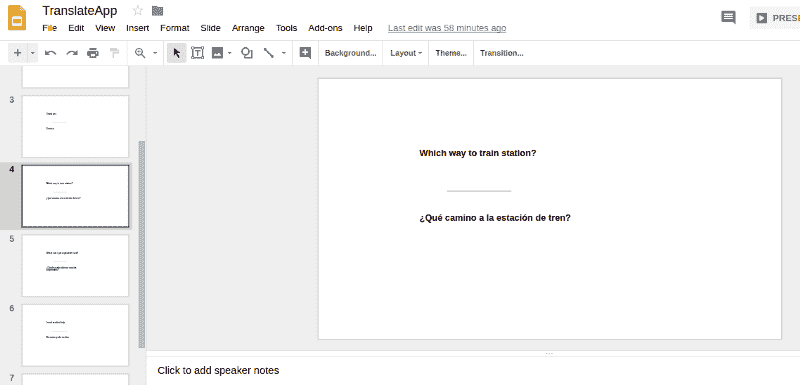 TranslateApp
File Edit View Insert Format Slide Arrange Tools Add-ons Help Last edit was 58 minutes ago
PRESE
Background... Layout Theme... Transition...
3
4
5
6
7
Which way to train station?
¿Qué camino a la estación de tren?
Click to add speaker notes